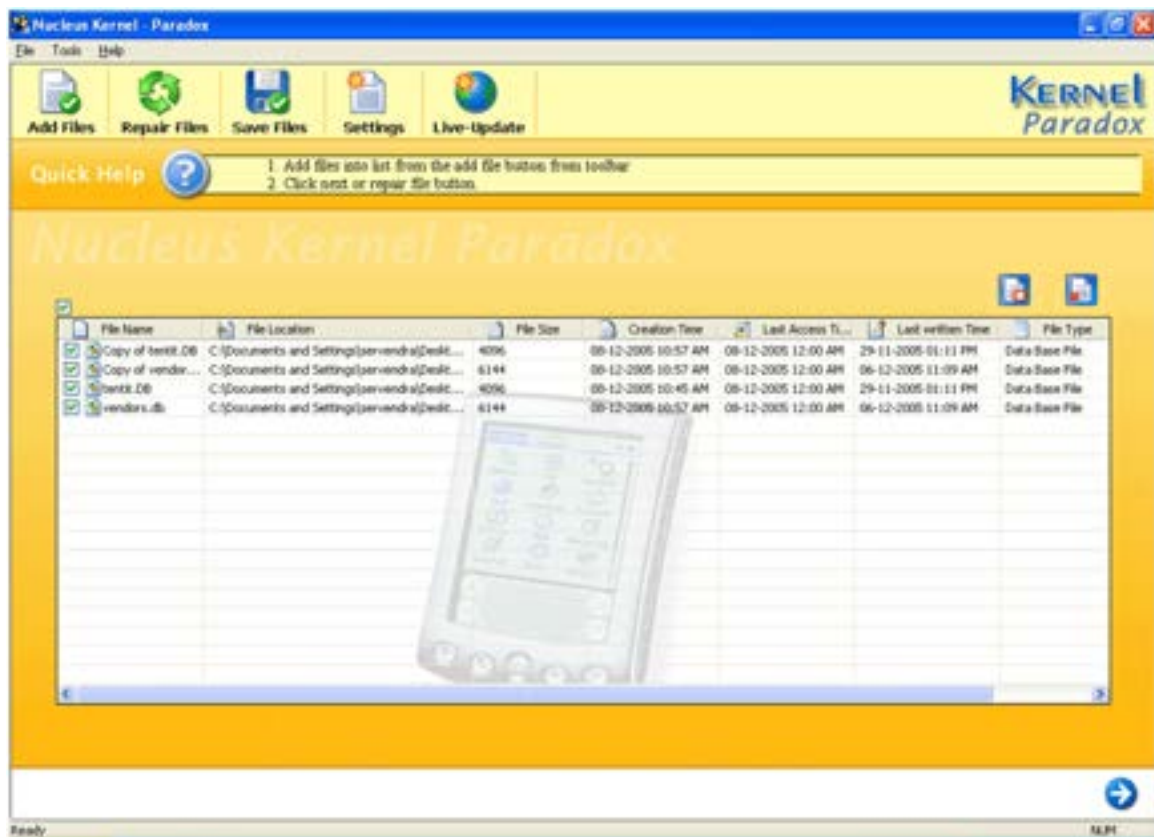 Nucleus Kernel - Paradox
File Tools Help
Add Files Repair Files Save Files Settings Live-Update
KERNEl
Paradox
Quick Help ?
1. Add files into list from the add file button from toolbar
2. Click next or repair file button.
Nucleus Kernel Paradox
File Name File Location File Size Creation Time Last Access Ti... Last written Time File Type
Copy of tentit.DB C:\Documents and Settings\servendra\Deskt... 4096 08-12-2005 10:57 AM 08-12-2005 12:00 AM 29-11-2005 01:11 PM Data Base File
Copy of vendor... C:\Documents and Settings\servendra\Deskt... 6144 08-12-2005 10:57 AM 08-12-2005 12:00 AM 06-12-2005 11:09 AM Data Base File
tentit.DB C:\Documents and Settings\servendra\Deskt... 4096 08-12-2005 10:45 AM 08-12-2005 12:00 AM 29-11-2005 01:11 PM Data Base File
vendors.db C:\Documents and Settings\servendra\Deskt... 6144 08-12-2005 10:57 AM 08-12-2005 12:00 AM 06-12-2005 11:09 AM Data Base File
Ready NUM